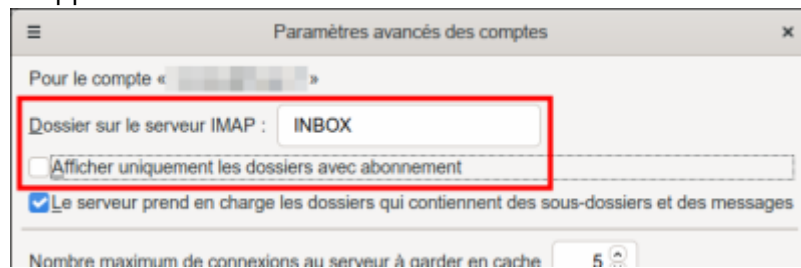 Paramètres avancés des comptes
Pour le compte « »
Dossier sur le serveur IMAP : INBOX
Afficher uniquement les dossiers avec abonnement
Le serveur prend en charge les dossiers qui contiennent des sous-dossiers et des messages
Nombre maximum de connexions au serveur à garder en cache 5